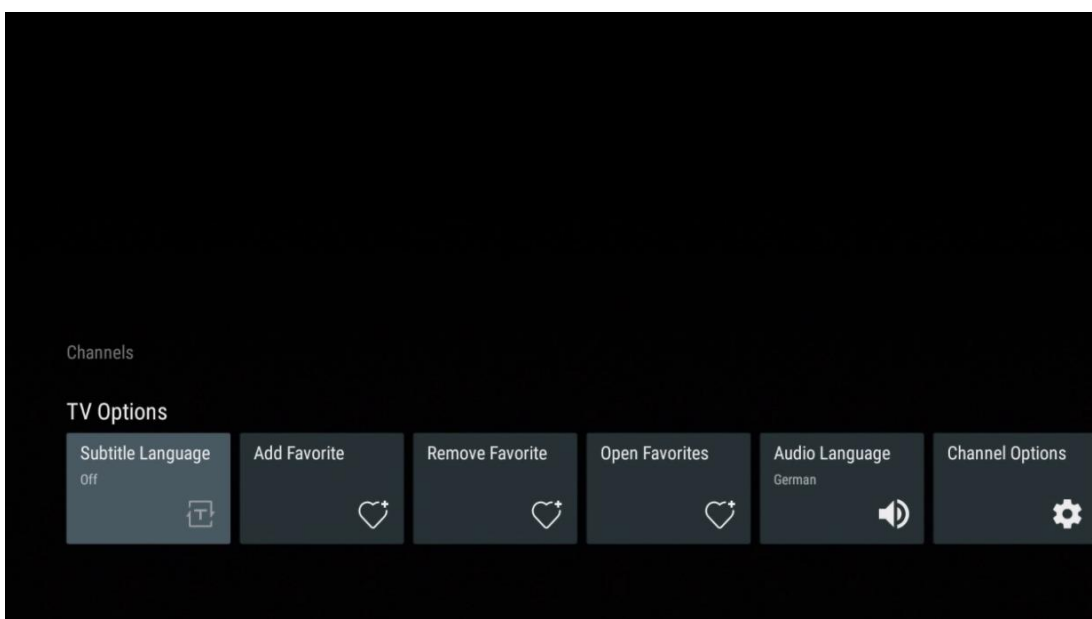 Channels
TV Options
Subtitle Language
Off
Add Favorite
Remove Favorite
Open Favorites
Audio Language
German
Channel Options